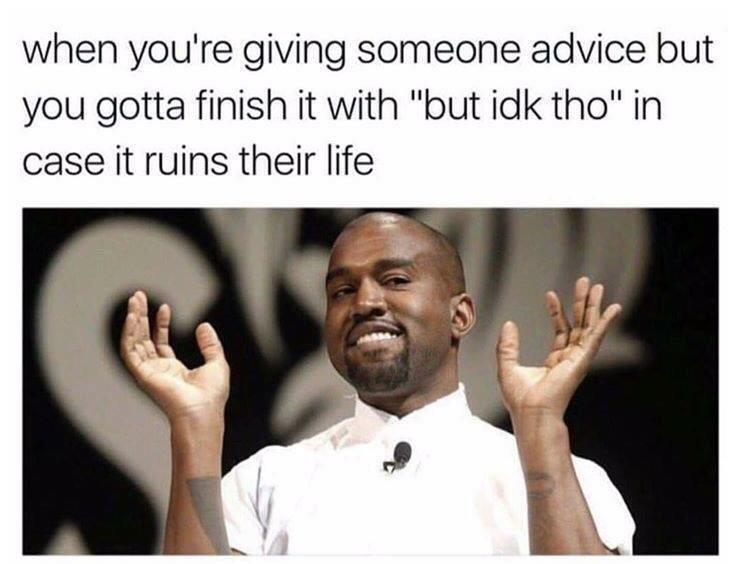 when you're giving someone advice but
you gotta finish it with "but idk tho" in
case it ruins their life